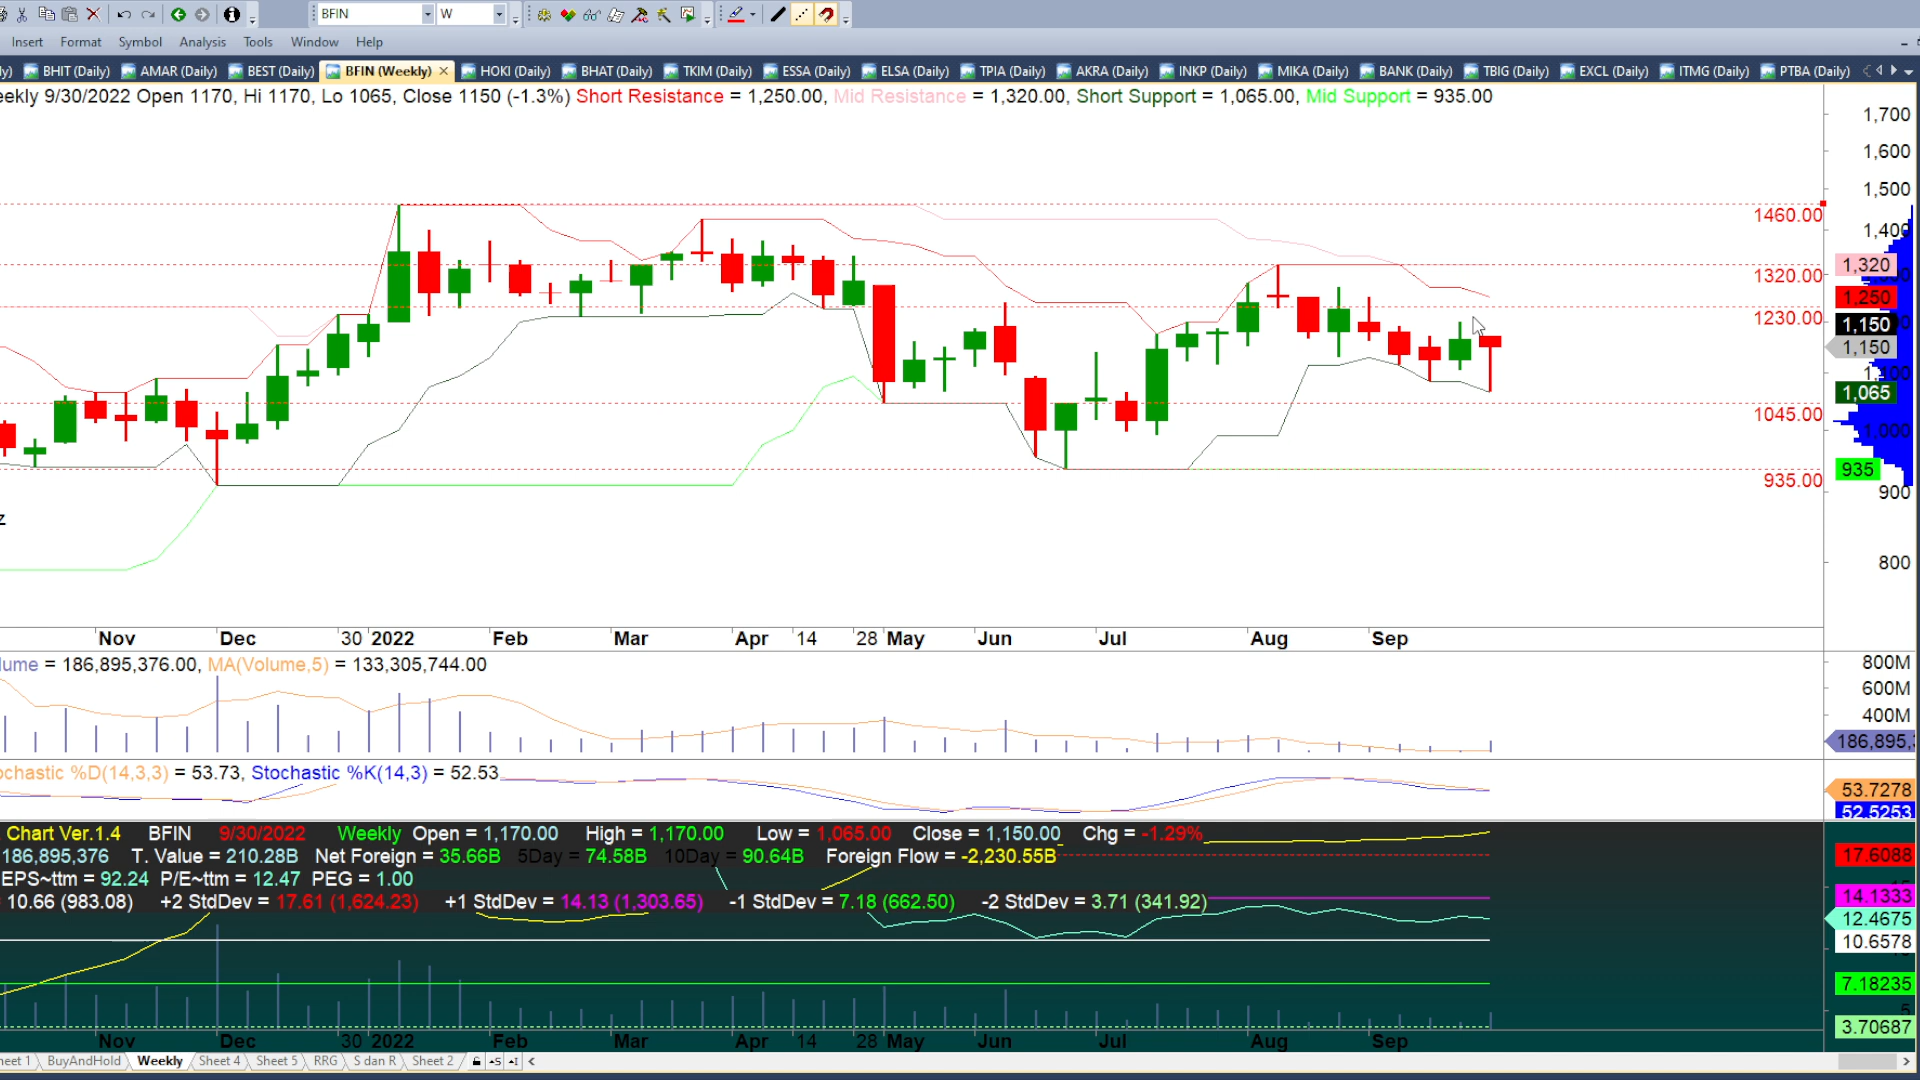 BFIN W
Insert Format Symbol Analysis Tools Window Help
BHIT (Daily) AMAR (Daily) BEST (Daily) BFIN (Weekly) HOKI (Daily) BHAT (Daily) TKIM (Daily) ESSA (Daily) ELSA (Daily) TPIA (Daily) AKRA (Daily) INKP (Daily) MIKA (Daily) BANK (Daily) TBIG (Daily) EXCL (Daily) ITMG (Daily) PTBA (Daily)
eekly 9/30/2022 Open 1170, Hi 1170, Lo 1065, Close 1150 (-1.3%) Short Resistance = 1,250.00, Mid Resistance = 1,320.00, Short Support = 1,065.00, Mid Support = 935.00
1,700
1,600
1,500
1460.00
1,400
1,320
1320.00
1,250
1230.00
1,150
1,150
1,100
1,065
1045.00
1,000
935
935.00
900
z
800
Nov Dec 30 2022 Feb Mar Apr 14 28 May Jun Jul Aug Sep
lume = 186,895,376.00, MA(Volume,5) = 133,305,744.00
800M
600M
400M
186,895,
ochastic %D(14,3,3) = 53.73, Stochastic %K(14,3) = 52.53
53.7278
52.5253
Chart Ver.1.4 BFIN 9/30/2022 Weekly Open = 1,170.00 High = 1,170.00 Low = 1,065.00 Close = 1,150.00 Chg = -1.29%
186,895,376 T. Value = 210.28B Net Foreign = 35.66B 5Day = 74.58B 10Day = 90.64B Foreign Flow = -2,230.55B
17.6088
EPS~ttm = 92.24 P/E~ttm = 12.47 PEG = 1.00
10.66 (983.08) +2 StdDev = 17.61 (1,624.23) +1 StdDev = 14.13 (1,303.65) -1 StdDev = 7.18 (662.50) -2 StdDev = 3.71 (341.92)
14.1333
12.4675
10.6578
7.18235
3.70687
Nov Dec 30 2022 Feb Mar Apr 14 28 May Jun Jul Aug Sep
heet 1 BuyAndHold Weekly Sheet 4 Sheet 5 RRG S dan R Sheet 2